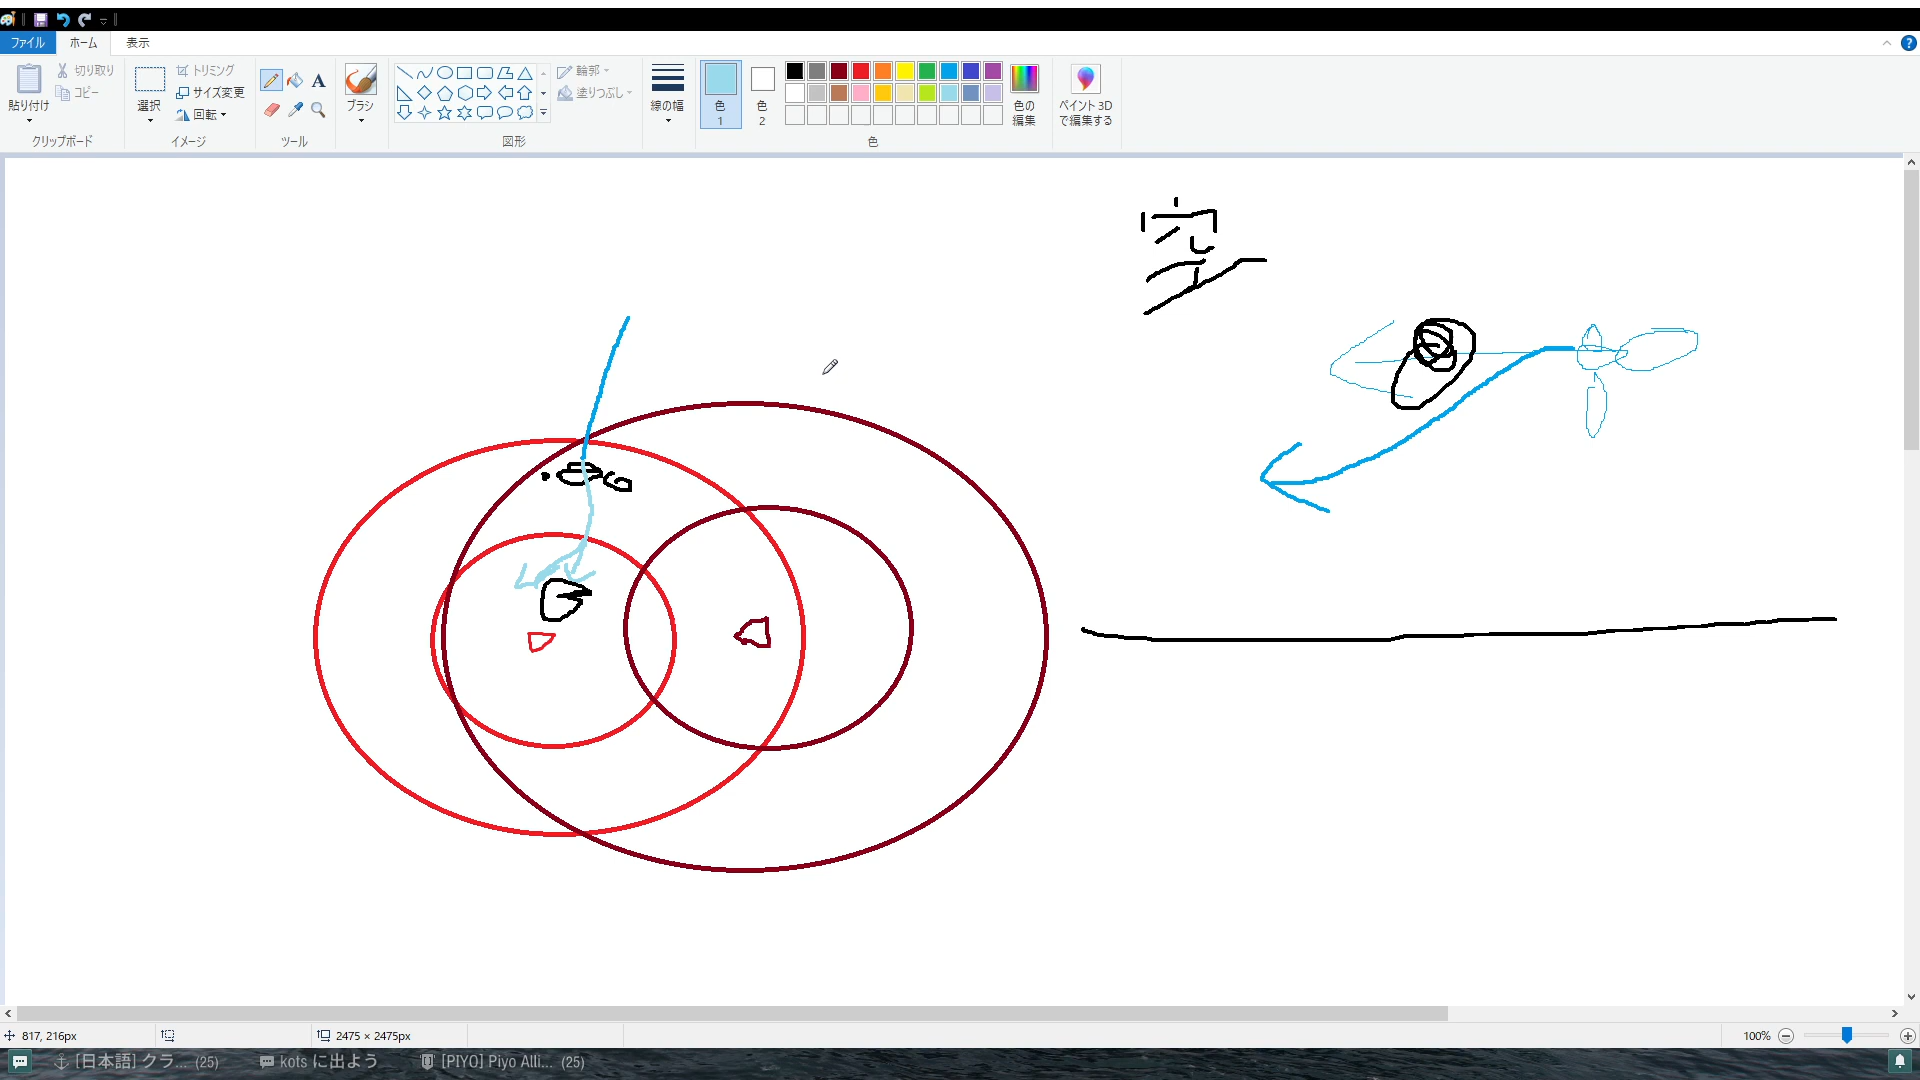 ファイル ホーム 表示
貼り付け
切り取り
コピー
クリップボード
選択
トリミング
サイズ変更
回転
イメージ
A
ツール
ブラシ
輪郭
塗りつぶし
図形
線の幅
色
1
色
2
色の
編集
色
ペイント 3D
で編集する
空
817, 216px
2475 × 2475px
100%
[日本語] クラ... (25)
kots に出よう
[PIYO] Piyo Alli... (25)